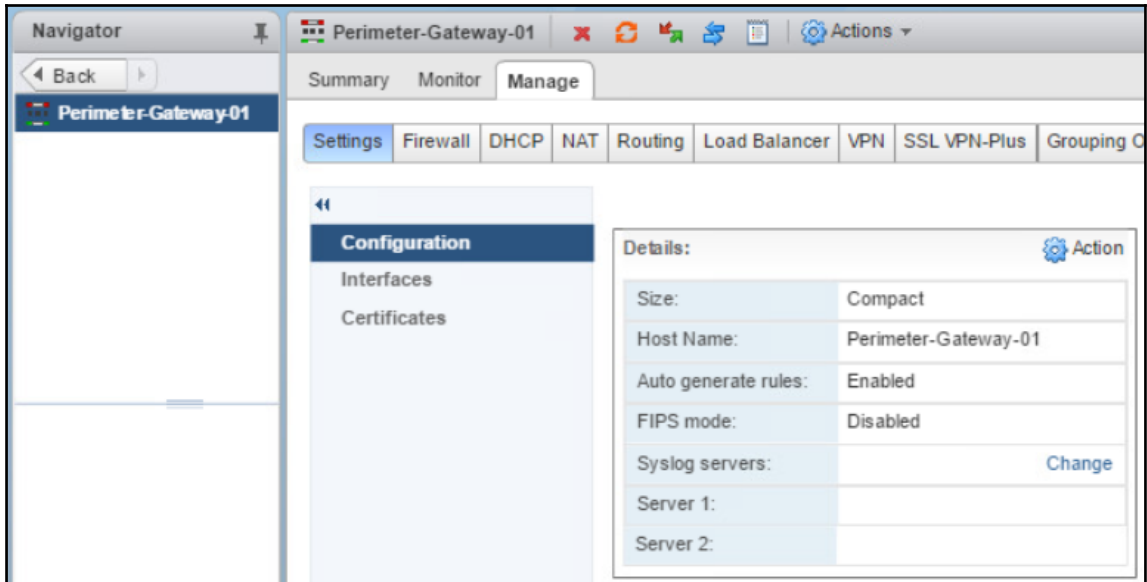 Navigator
Perimeter-Gateway-01 Actions
Back
Summary Monitor Manage
Perimeter-Gateway-01
Settings Firewall DHCP NAT Routing Load Balancer VPN SSL VPN-Plus Grouping O
Configuration
Details: Action
Interfaces
Size: Compact
Certificates
Host Name: Perimeter-Gateway-01
Auto generate rules: Enabled
FIPS mode: Disabled
Syslog servers: Change
Server 1:
Server 2: